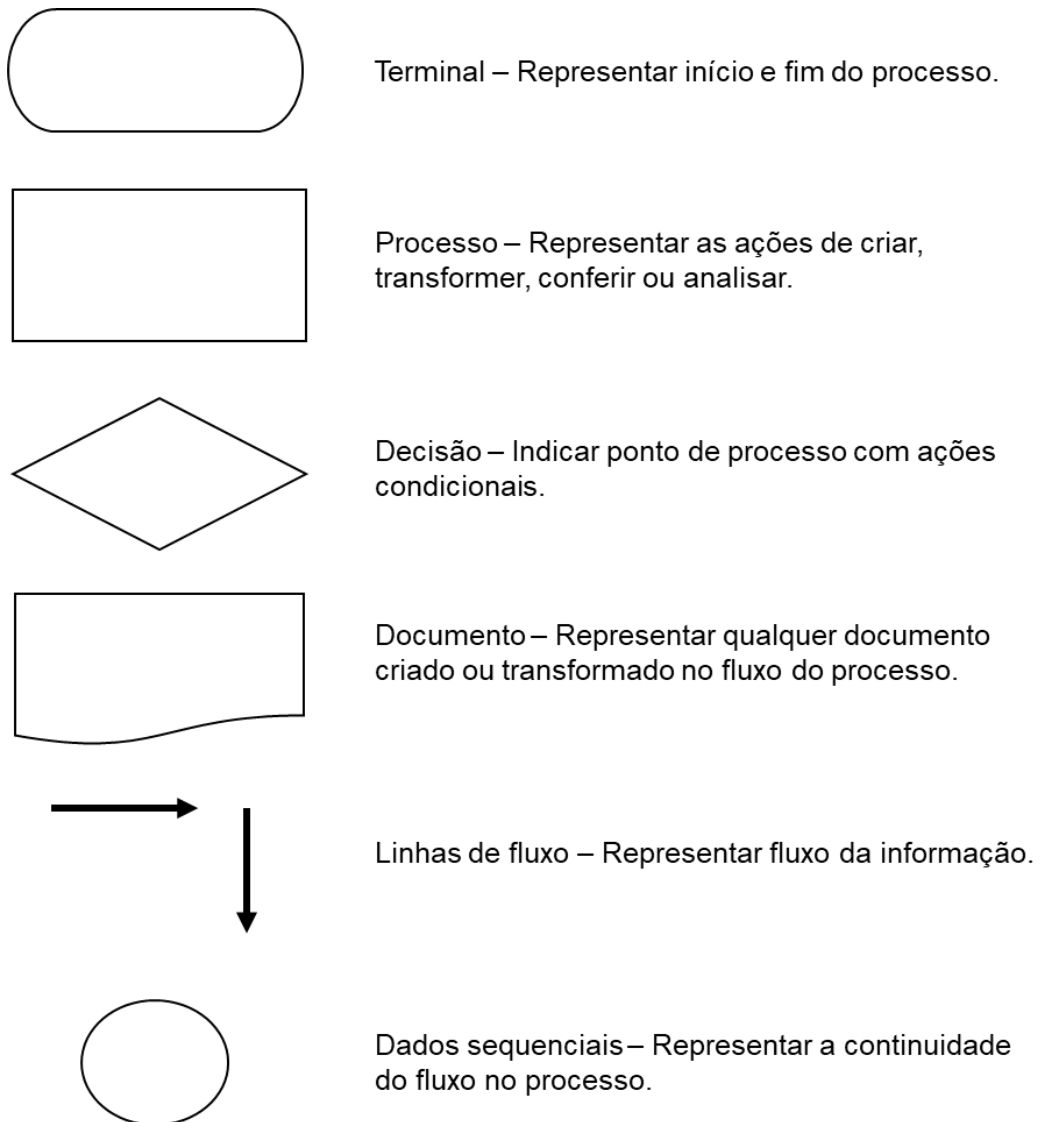 Terminal – Representar início e fim do processo.
Processo – Representar as ações de criar,
transformer, conferir ou analisar.
Decisão – Indicar ponto de processo com ações
condicionais.
Documento – Representar qualquer documento
criado ou transformado no fluxo do processo.
Linhas de fluxo – Representar fluxo da informação.
Dados sequenciais – Representar a continuidade
do fluxo no processo.